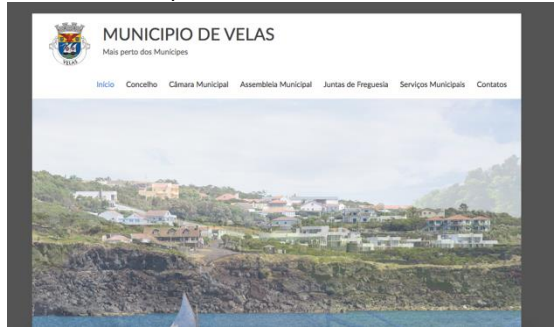 MUNICIPIO DE VELAS
Mais perto dos Munícipes
VELAS
Início Concelho Câmara Municipal Assembleia Municipal Juntas de Freguesia Serviços Municipais Contatos